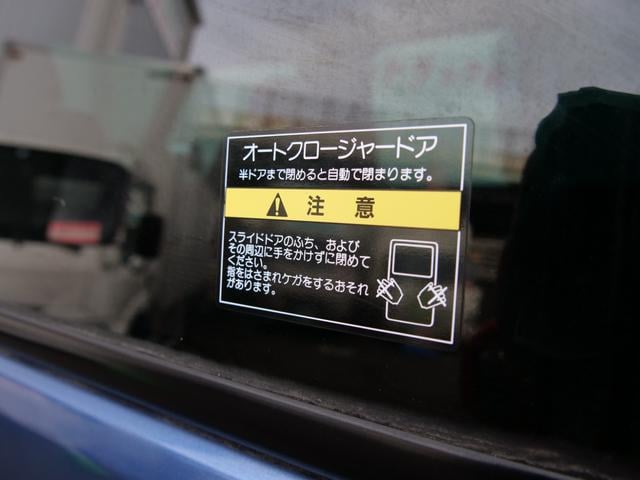 オートクロージャードア
半ドアまで閉めると自動で閉まります。
注意
スライドドアのふち、および
その周辺に手をかけずに閉めて
ください。
指をはさまれケガをするおそれ
があります。